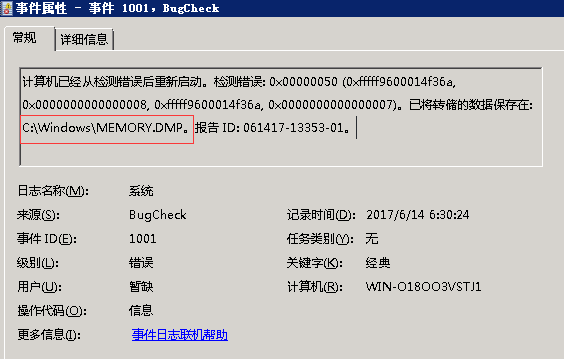 事件属性 - 事件 1001，BugCheck
常规 详细信息
计算机已经从检测错误后重新启动。检测错误: 0x00000050 (0xfffff9600014f36a,
0x0000000000000008, 0xfffff9600014f36a, 0x0000000000000007)。已将转储的数据保存在:
C:\Windows\MEMORY.DMP。报告 ID: 061417-13353-01。
日志名称(M): 系统
来源(S): BugCheck 记录时间(D): 2017/6/14 6:30:24
事件 ID(E): 1001 任务类别(Y): 无
级别(L): 错误 关键字(K): 经典
用户(U): 暂缺 计算机(R): WIN-O18OO3VSTJ1
操作代码(O): 信息
更多信息(I): 事件日志联机帮助